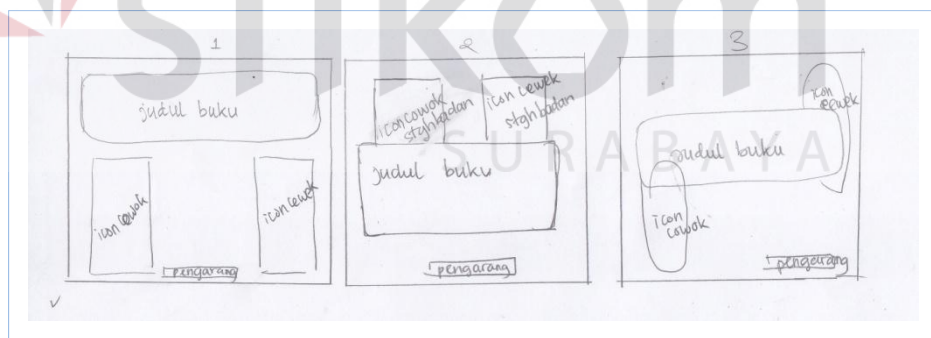 stikom
SURABAYA
1
judul buku
icon cowok
icon cewek
pengarang
2
icon cowok
stgh badan
icon cewek
stgh badan
judul buku
pengarang
3
icon
cewek
judul buku
icon
cowok
pengarang